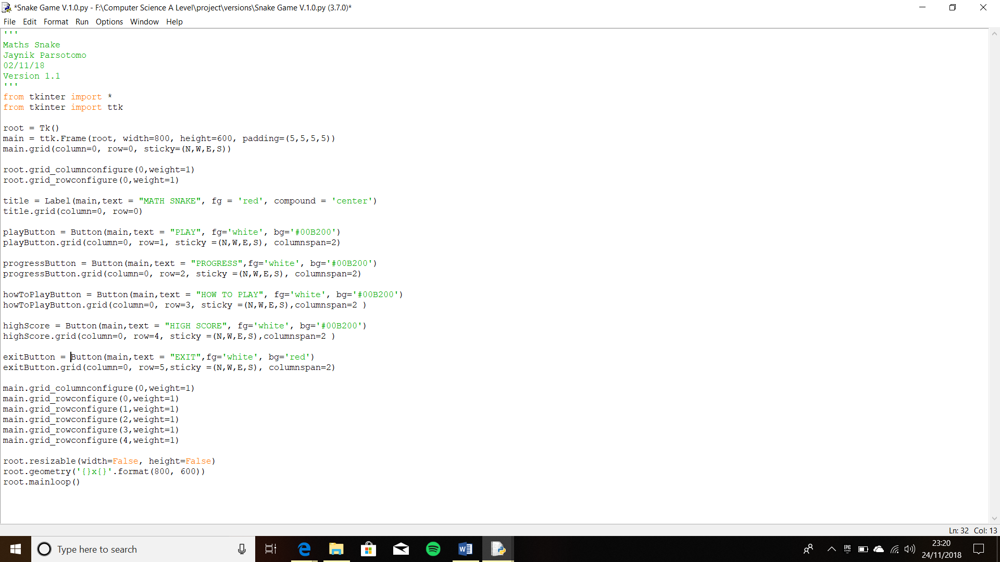 *Snake Game V.1.0.py - F:\Computer Science A Level\project\versions\Snake Game V.1.0.py (3.7.0)*
File Edit Format Run Options Window Help
'''
Maths Snake
Jaynik Parsotomo
02/11/18
Version 1.1
'''
from tkinter import *
from tkinter import ttk

root = Tk()
main = ttk.Frame(root, width=800, height=600, padding=(5,5,5,5))
main.grid(column=0, row=0, sticky=(N,W,E,S))

root.grid_columnconfigure(0,weight=1)
root.grid_rowconfigure(0,weight=1)

title = Label(main,text = "MATH SNAKE", fg = 'red', compound = 'center')
title.grid(column=0, row=0)

playButton = Button(main,text = "PLAY", fg='white', bg='#00B200')
playButton.grid(column=0, row=1, sticky =(N,W,E,S), columnspan=2)

progressButton = Button(main,text = "PROGRESS",fg='white', bg='#00B200')
progressButton.grid(column=0, row=2, sticky =(N,W,E,S), columnspan=2)

howToPlayButton = Button(main,text = "HOW TO PLAY", fg='white', bg='#00B200')
howToPlayButton.grid(column=0, row=3, sticky =(N,W,E,S),columnspan=2 )

highScore = Button(main,text = "HIGH SCORE", fg='white', bg='#00B200')
highScore.grid(column=0, row=4, sticky =(N,W,E,S),columnspan=2 )

exitButton = Button(main,text = "EXIT",fg='white', bg='red')
exitButton.grid(column=0, row=5,sticky =(N,W,E,S), columnspan=2)

main.grid_columnconfigure(0,weight=1)
main.grid_rowconfigure(0,weight=1)
main.grid_rowconfigure(1,weight=1)
main.grid_rowconfigure(2,weight=1)
main.grid_rowconfigure(3,weight=1)
main.grid_rowconfigure(4,weight=1)

root.resizable(width=False, height=False)
root.geometry('{}x{}'.format(800, 600))
root.mainloop()
Ln: 32 Col: 13
Type here to search
EPIC
23:20
24/11/2018